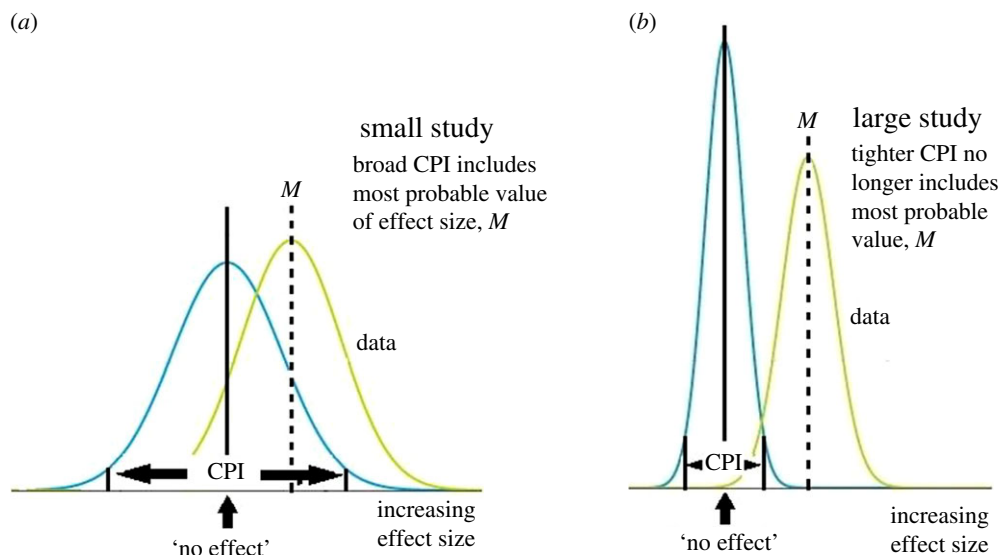 (a)
small study
broad CPI includes
most probable value
of effect size, M
M
data
CPI
increasing
effect size
‘no effect’
(b)
M
large study
tighter CPI no
longer includes
most probable
value, M
data
CPI
increasing
effect size
‘no effect’